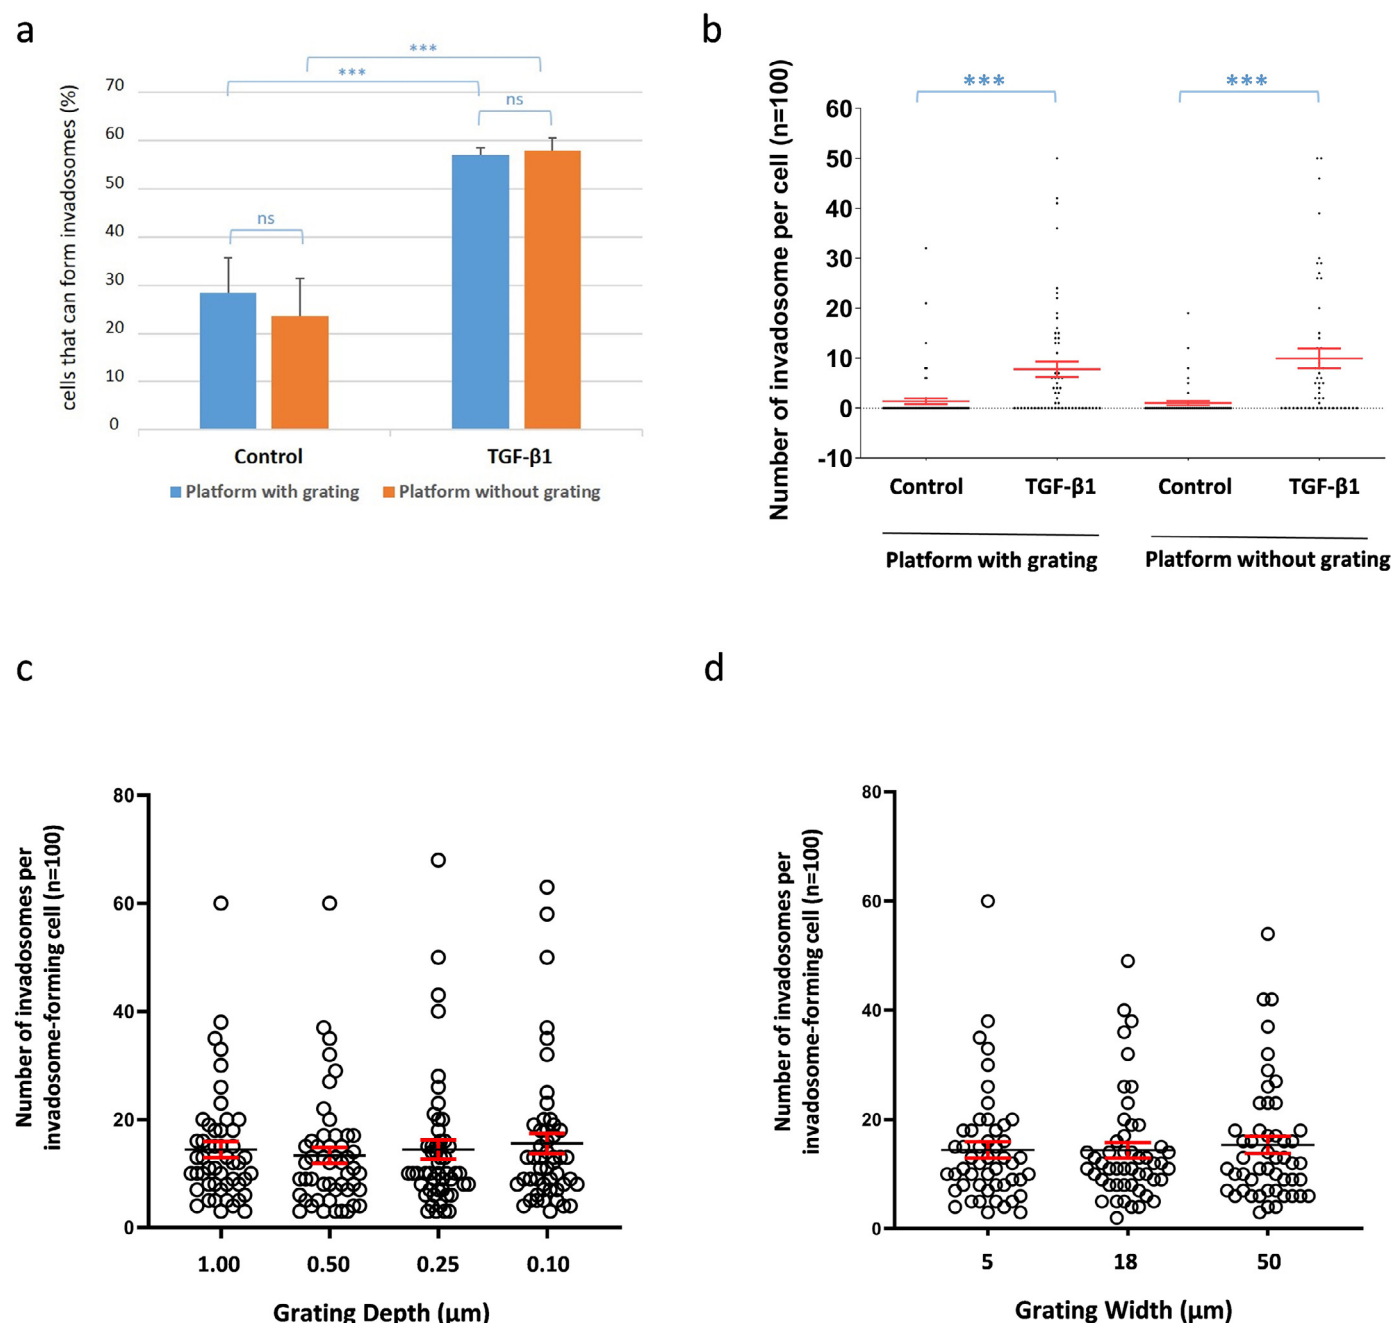 a
cells that can form invadosomes (%)
70
60
50
40
30
20
10
0
***
***
ns
ns
Control
TGF-β1
Platform with grating
Platform without grating
b
Number of invadosome per cell (n=100)
60
50
40
30
20
10
0
-10
***
***
Control
TGF-β1
Control
TGF-β1
Platform with grating
Platform without grating
c
Number of invadosomes per
invadosome-forming cell (n=100)
80
60
40
20
0
1.00
0.50
0.25
0.10
Grating Depth (μm)
d
Number of invadosomes per
invadosome-forming cell (n=100)
80
60
40
20
0
5
18
50
Grating Width (μm)